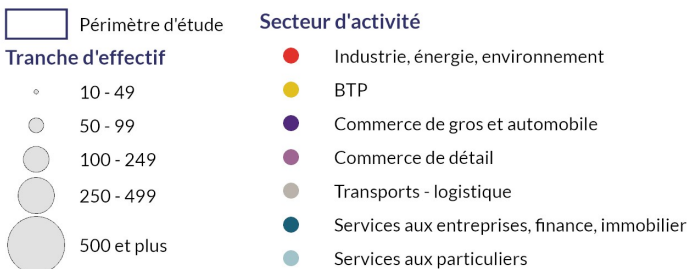 Périmètre d'étude
Tranche d'effectif
10 - 49
50 - 99
100 - 249
250 - 499
500 et plus
Secteur d'activité
Industrie, énergie, environnement
BTP
Commerce de gros et automobile
Commerce de détail
Transports - logistique
Services aux entreprises, finance, immobilier
Services aux particuliers